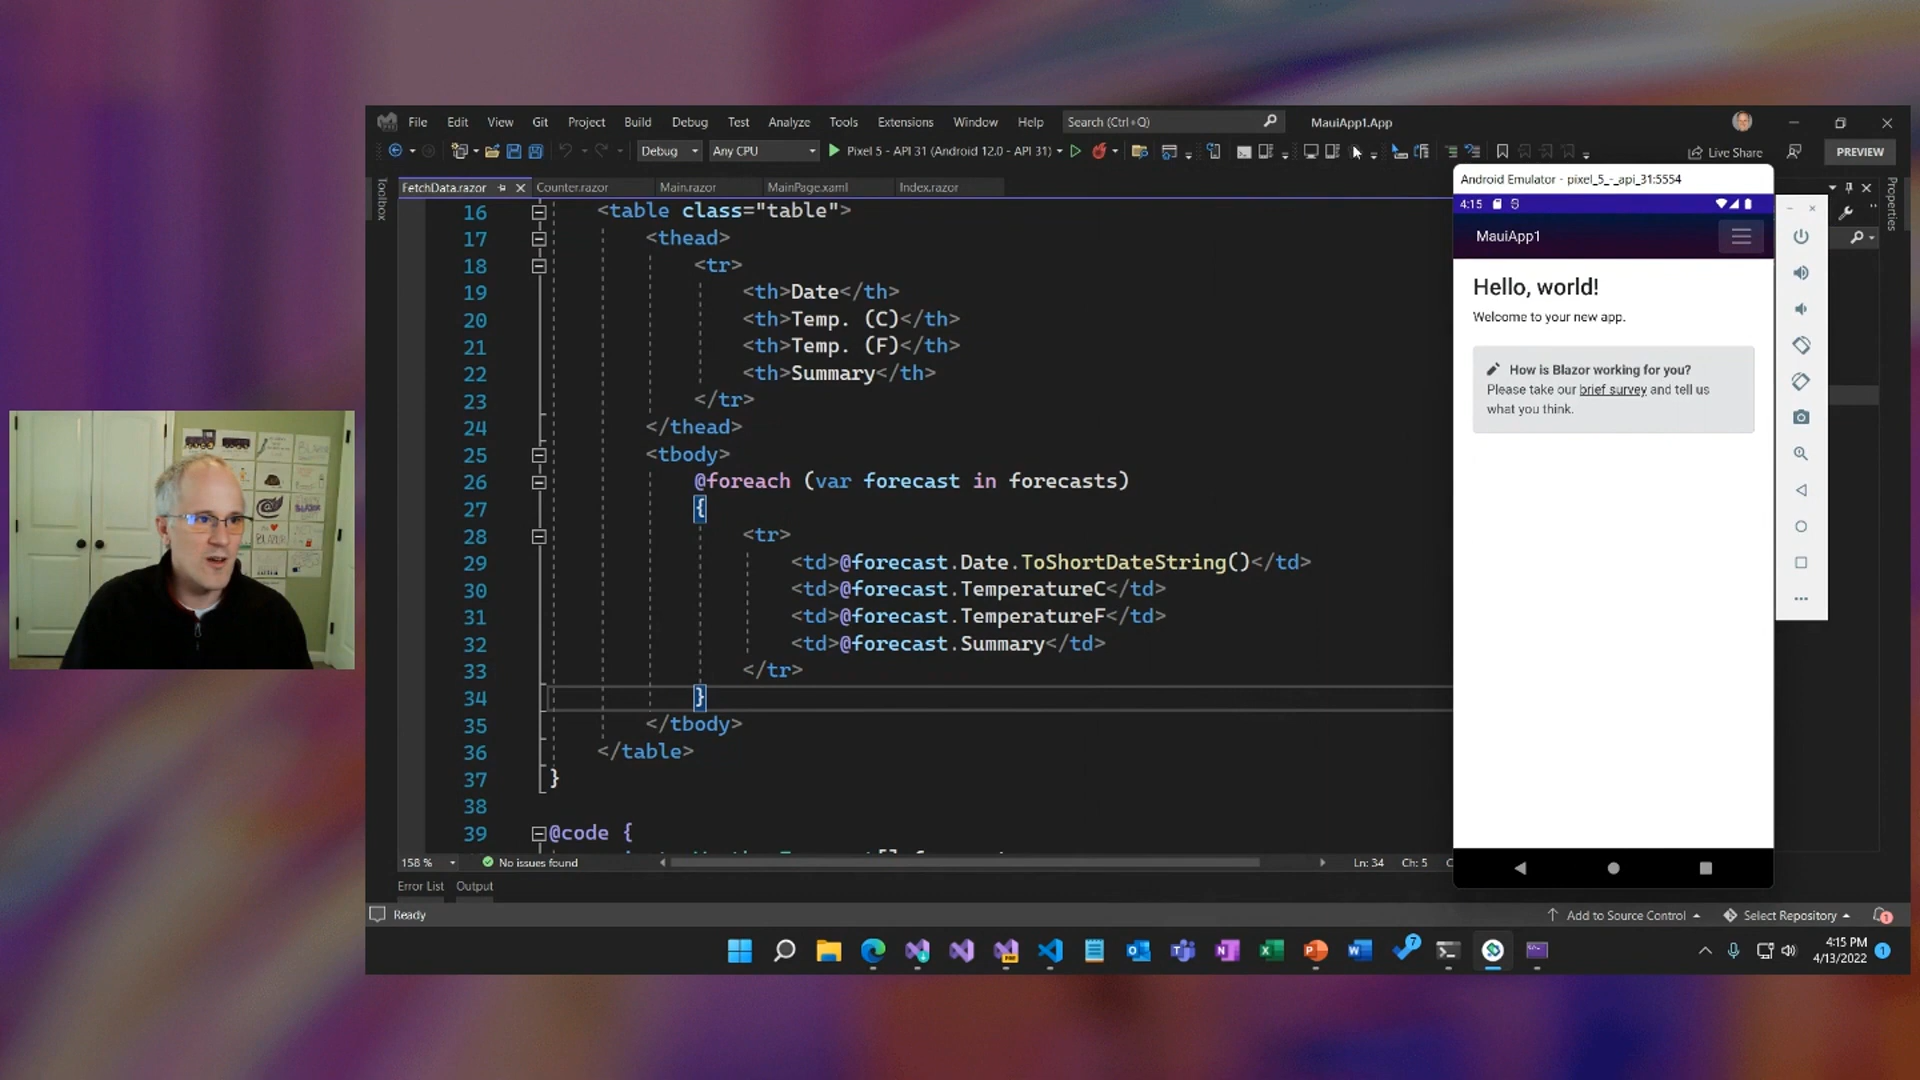 File Edit View Git Project Build Debug Test Analyze Tools Extensions Window Help Search (Ctrl+Q) MauiApp1.App
Debug Any CPU Pixel 5 - API 31 (Android 12.0 - API 31) Live Share PREVIEW
Toolbox
FetchData.razor Counter.razor Main.razor MainPage.xaml Index.razor
Properties
16 <table class="table">
17 <thead>
18 <tr>
19 <th>Date</th>
20 <th>Temp. (C)</th>
21 <th>Temp. (F)</th>
22 <th>Summary</th>
23 </tr>
24 </thead>
25 <tbody>
26 @foreach (var forecast in forecasts)
27 {
28 <tr>
29 <td>@forecast.Date.ToShortDateString()</td>
30 <td>@forecast.TemperatureC</td>
31 <td>@forecast.TemperatureF</td>
32 <td>@forecast.Summary</td>
33 </tr>
34 }
35 </tbody>
36 </table>
37 }
38
39 @code {
158 % No issues found Ln: 34 Ch: 5
Error List Output
Ready Add to Source Control Select Repository 1
Android Emulator - pixel_5_-_api_31:5554
4:15
MauiApp1
Hello, world!
Welcome to your new app.
How is Blazor working for you?
Please take our brief survey and tell us
what you think.
7
4:15 PM
4/13/2022
1